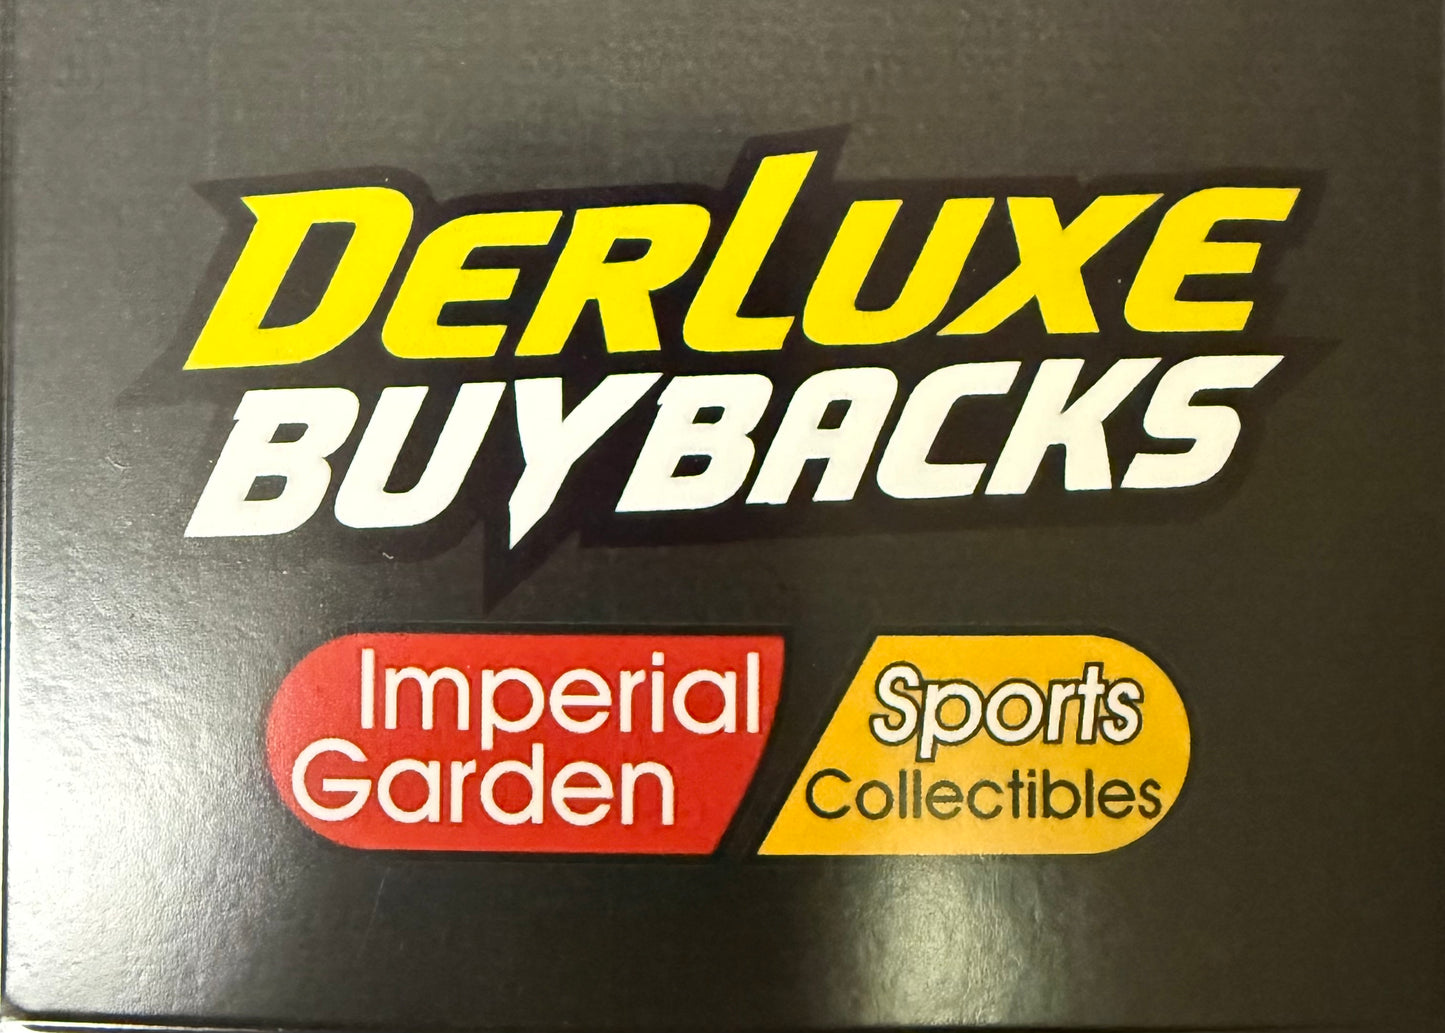 DERLUXE
BUYBACKS
Imperial
Garden
Sports
Collectibles